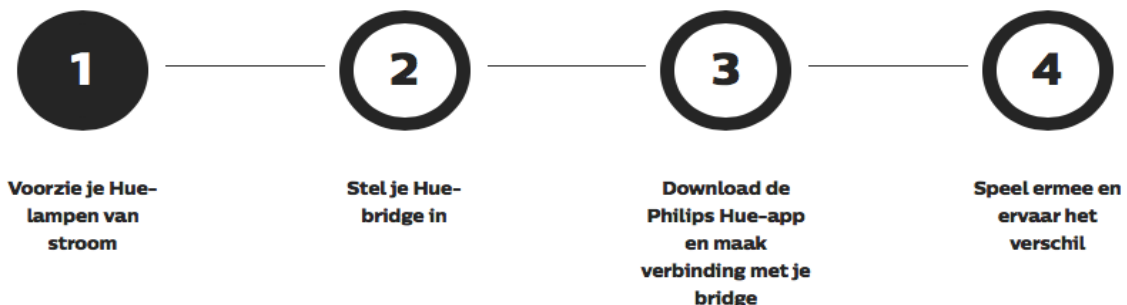 1
2
3
4
Voorzie je Hue-
lampen van
stroom
Stel je Hue-
bridge in
Download de
Philips Hue-app
en maak
verbinding met je
bridge
Speel ermee en
ervaar het
verschil